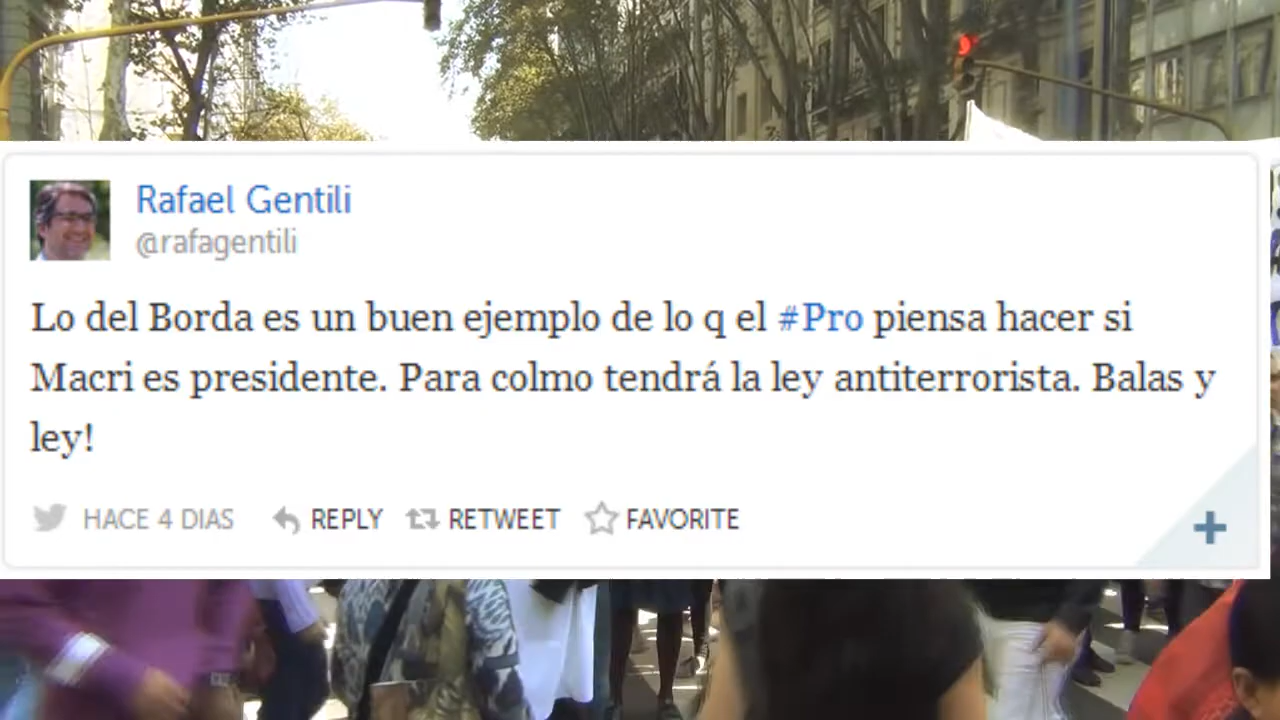 Rafael Gentili
@rafagentili
Lo del Borda es un buen ejemplo de lo q el #Pro piensa hacer si
Macri es presidente. Para colmo tendrá la ley antiterrorista. Balas y
ley!
HACE 4 DIAS REPLY RETWEET FAVORITE